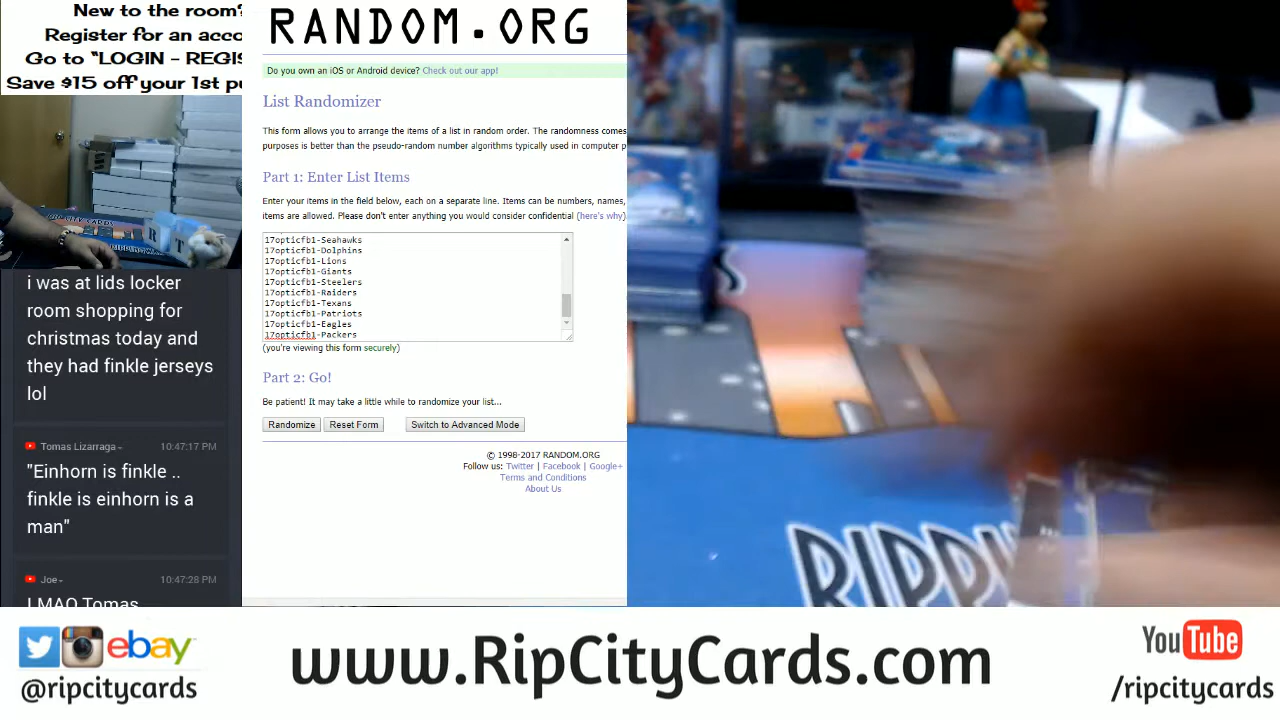 New to the room?
Register for an acco
Go to "LOGIN – REGIS
Save $15 off your 1st pu
i was at lids locker
room shopping for
christmas today and
they had finkle jerseys
lol
Tomas Lizarraga
10:47:17 PM
"Einhorn is finkle ..
finkle is einhorn is a
man"
Joe
10:47:28 PM
LMAO Tomas
RANDOM.ORG
Do you own an iOS or Android device? Check out our app!
List Randomizer
This form allows you to arrange the items of a list in random order. The randomness comes
purposes is better than the pseudo-random number algorithms typically used in computer p
Part 1: Enter List Items
Enter your items in the field below, each on a separate line. Items can be numbers, names,
items are allowed. Please don't enter anything you would consider confidential (here's why)
17opticfb1-Seahawks
17opticfb1-Dolphins
17opticfb1-Lions
17opticfb1-Giants
17opticfb1-Steelers
17opticfb1-Raiders
17opticfb1-Texans
17opticfb1-Patriots
17opticfb1-Eagles
17opticfb1-Packers
(you're viewing this form securely)
Part 2: Go!
Be patient! It may take a little while to randomize your list...
Randomize
Reset Form
Switch to Advanced Mode
© 1998-2017 RANDOM.ORG
Follow us: Twitter | Facebook | Google+
Terms and Conditions
About Us
RIPPI
ebay
@ripcitycards
www.RipCityCards.com
YouTube
/ripcitycards